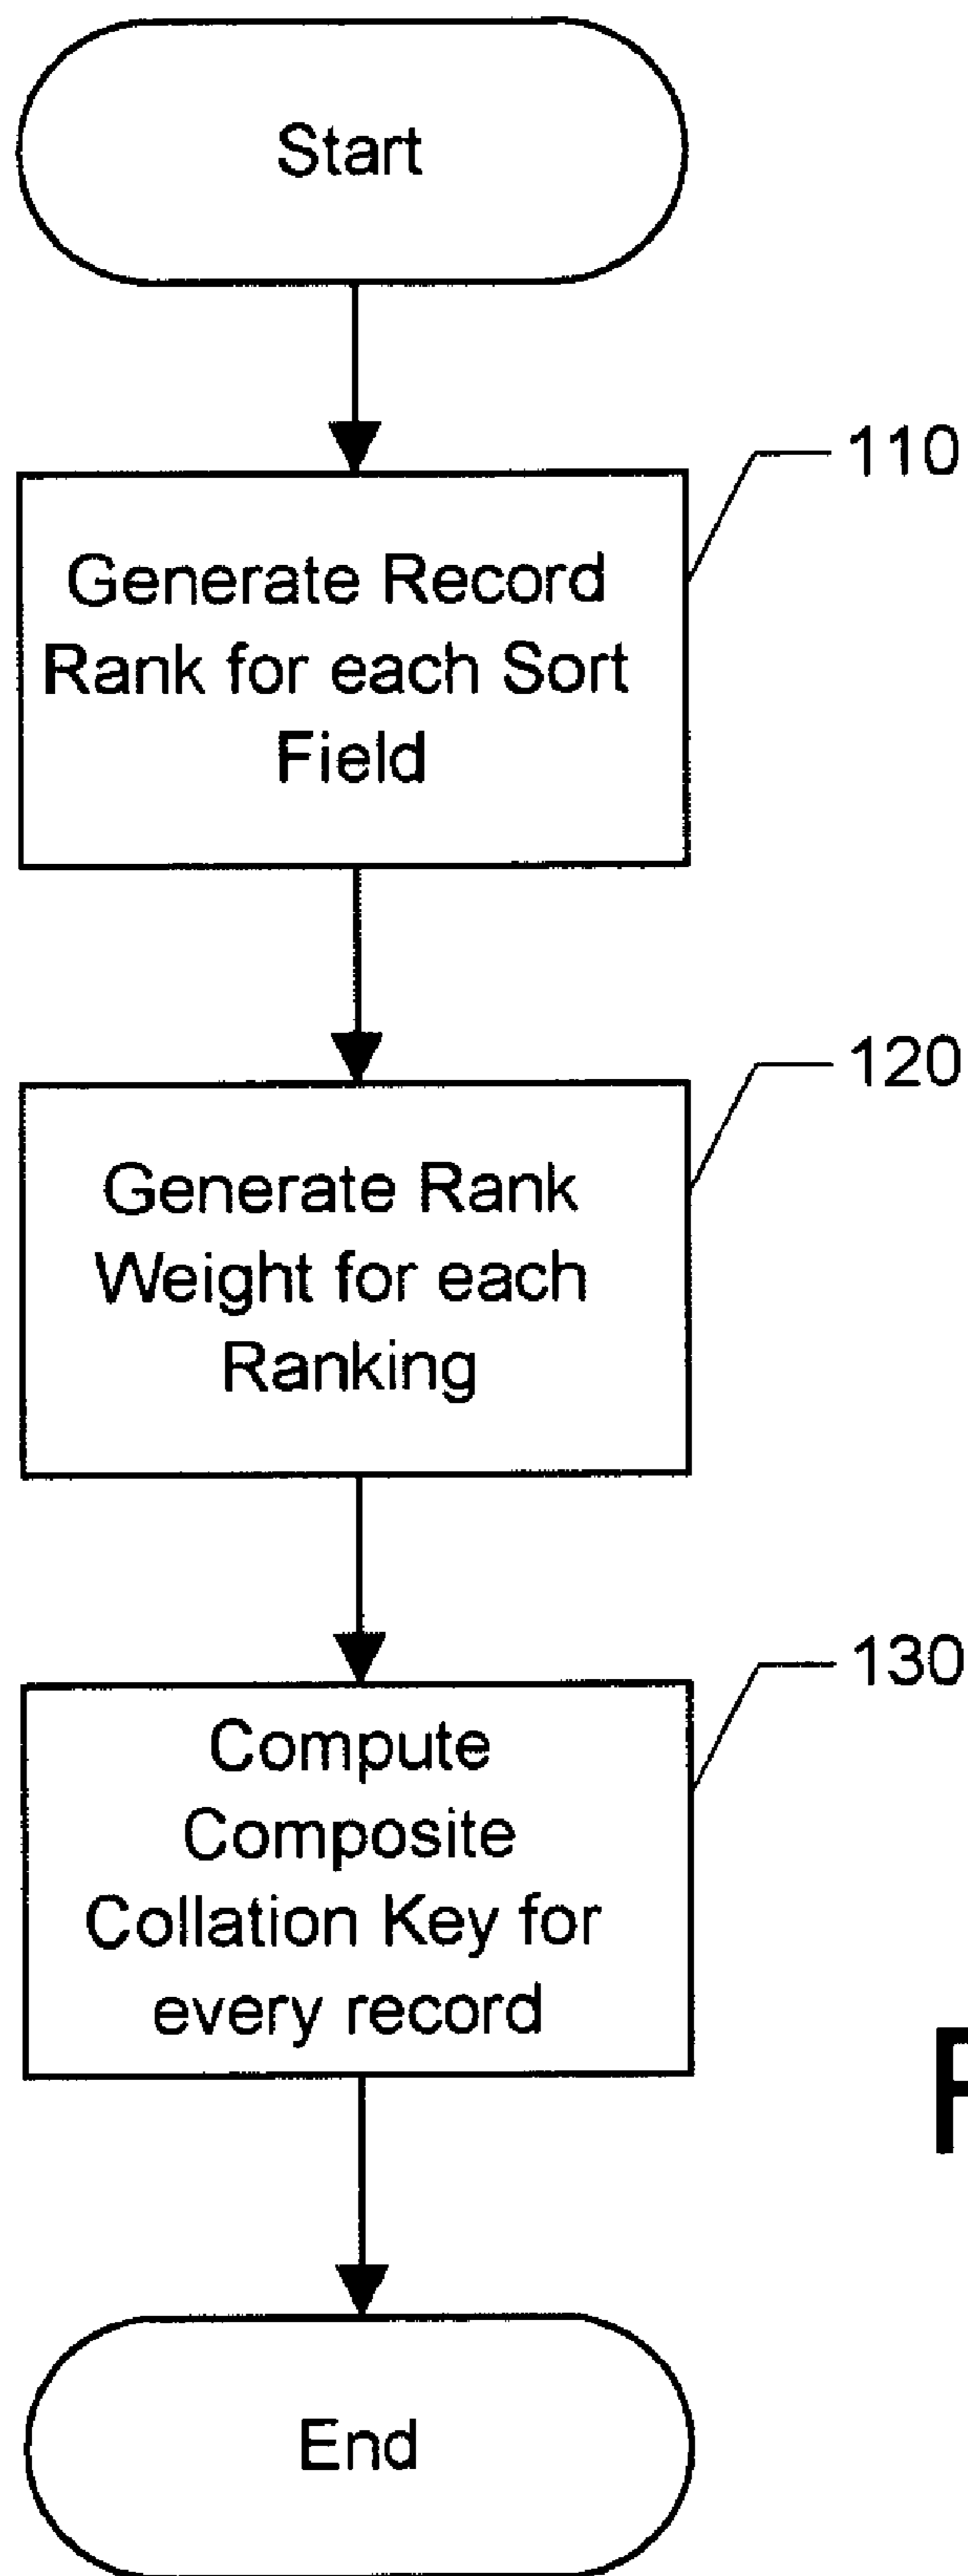 Start
110
Generate Record
Rank for each Sort
Field
120
Generate Rank
Weight for each
Ranking
130
Compute
Composite
Collation Key for
every record
End